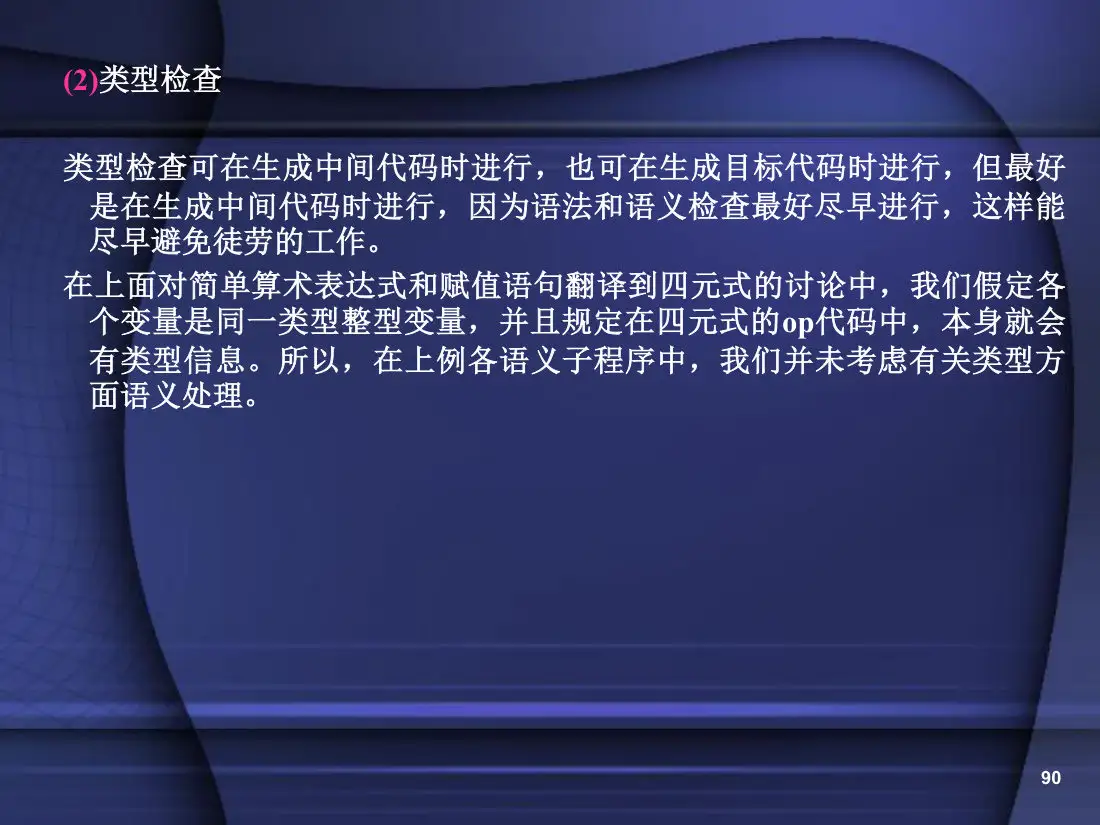 (2)类型检查
类型检查可在生成中间代码时进行，也可在生成目标代码时进行，但最好
是在生成中间代码时进行，因为语法和语义检查最好尽早进行，这样能
尽早避免徒劳的工作。
在上面对简单算术表达式和赋值语句翻译到四元式的讨论中，我们假定各
个变量是同一类型整型变量，并且规定在四元式的op代码中，本身就会
有类型信息。所以，在上例各语义子程序中，我们并未考虑有关类型方
面语义处理。
90